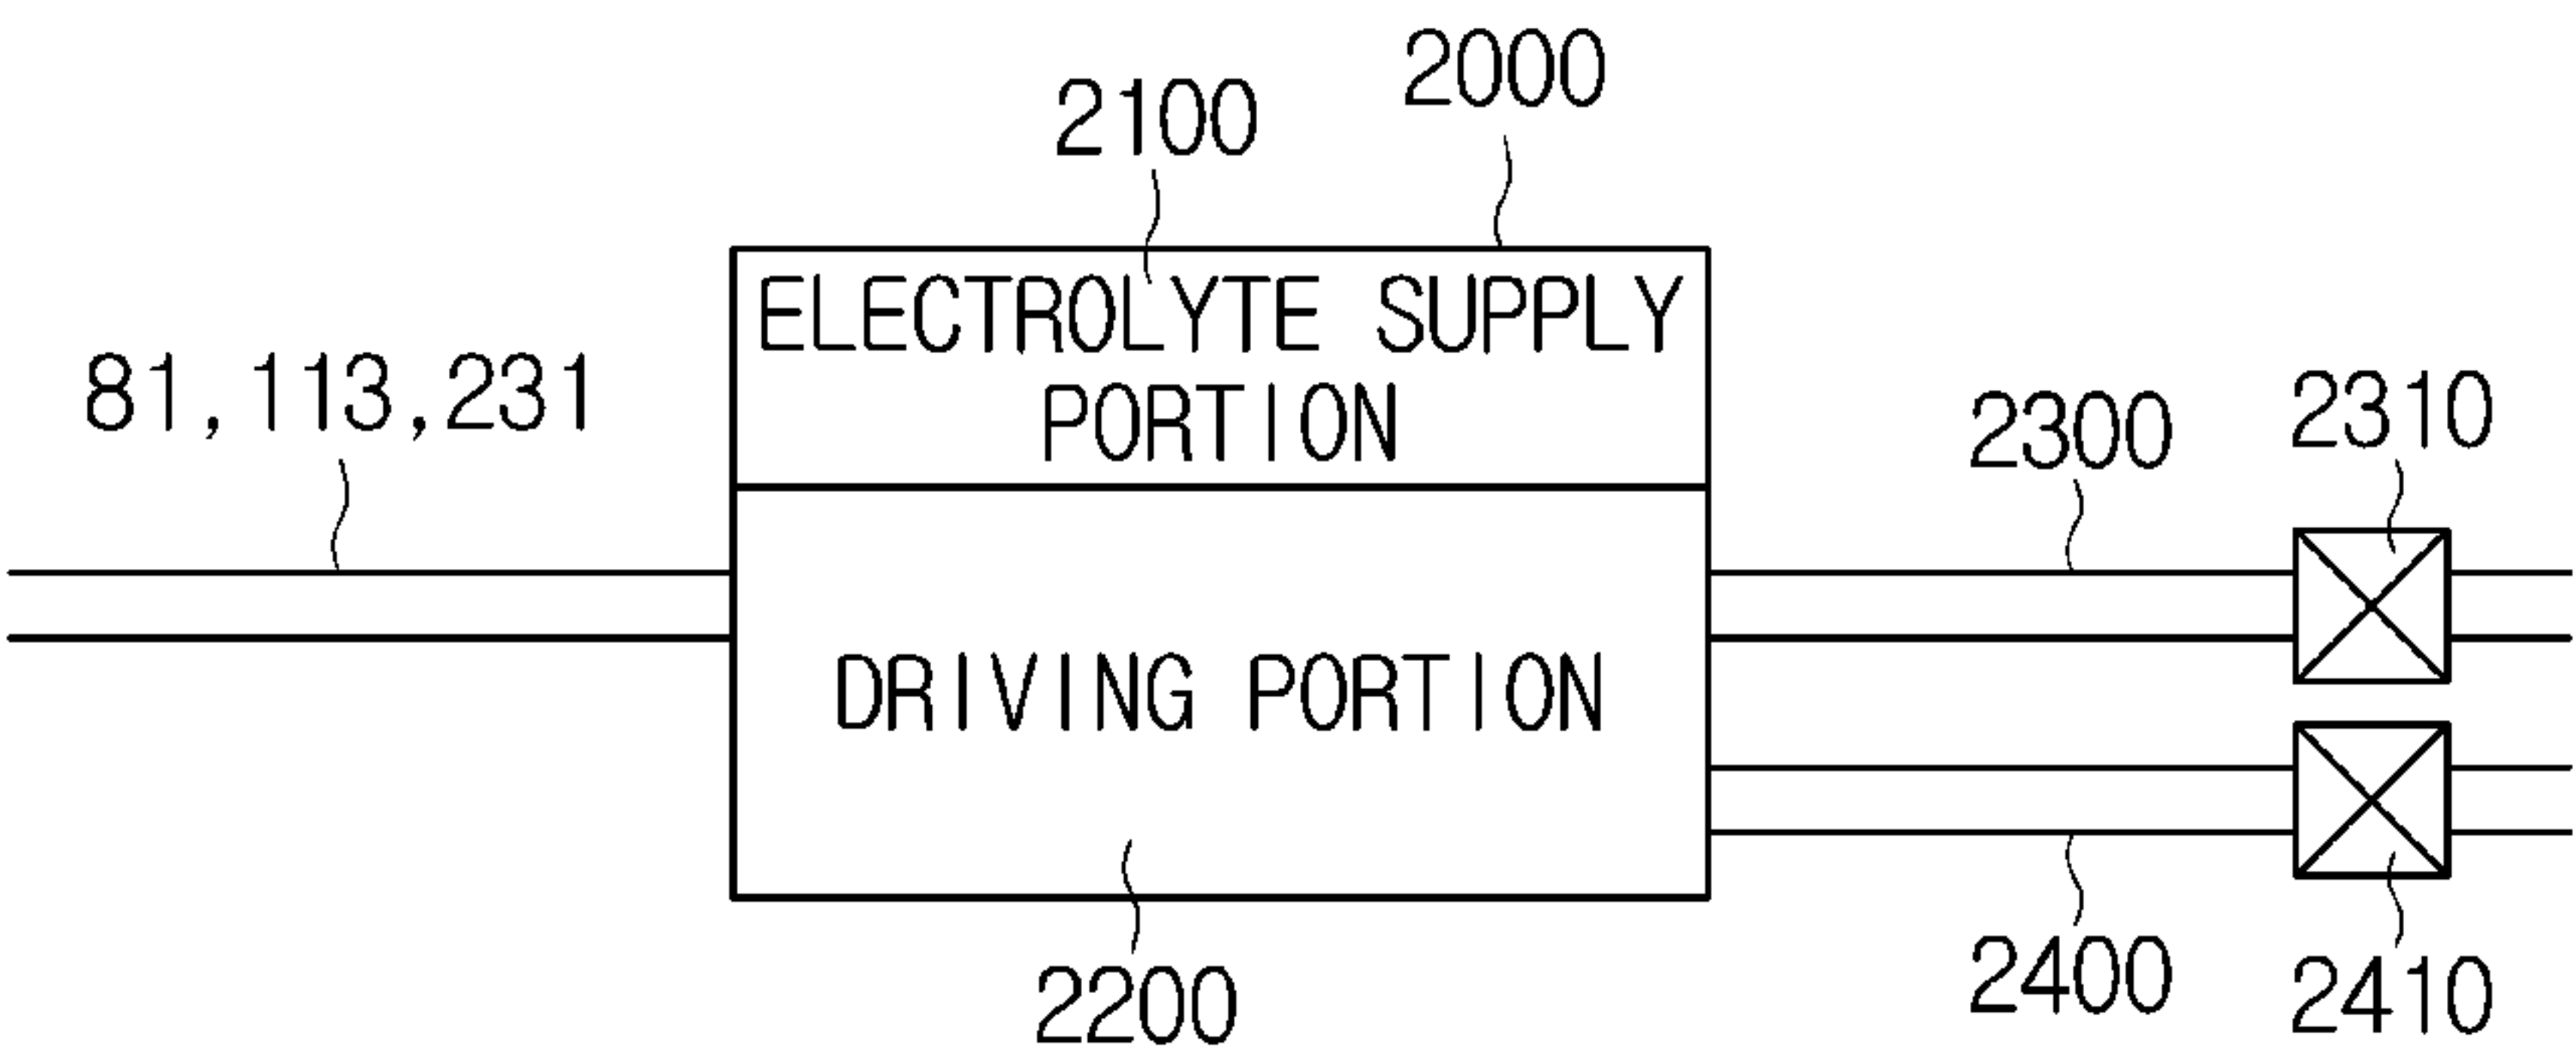 2000
2100
ELECTROLYTE SUPPLY
PORTION
81,113,231
2300
2310
DRIVING PORTION
2200
2400
2410